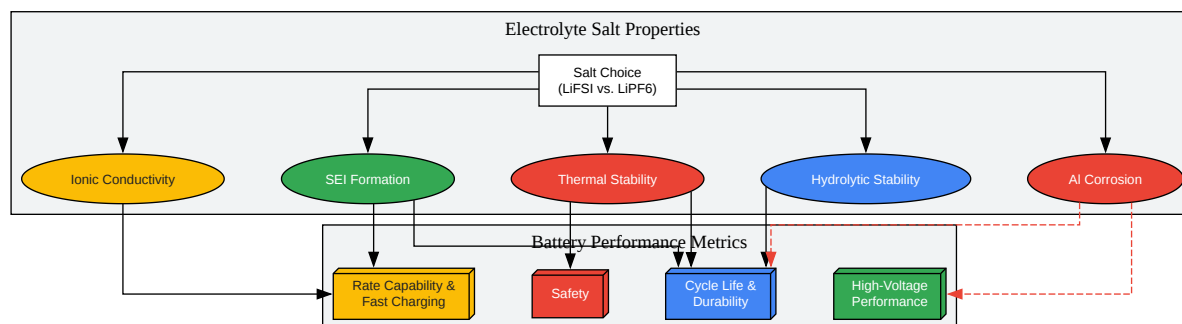 Electrolyte Salt Properties
Salt Choice
(LiFSI vs. LiPF6)
Ionic Conductivity
SEI Formation
Thermal Stability
Hydrolytic Stability
Al Corrosion
Battery Performance Metrics
Rate Capability &
Fast Charging
Safety
Cycle Life &
Durability
High-Voltage
Performance